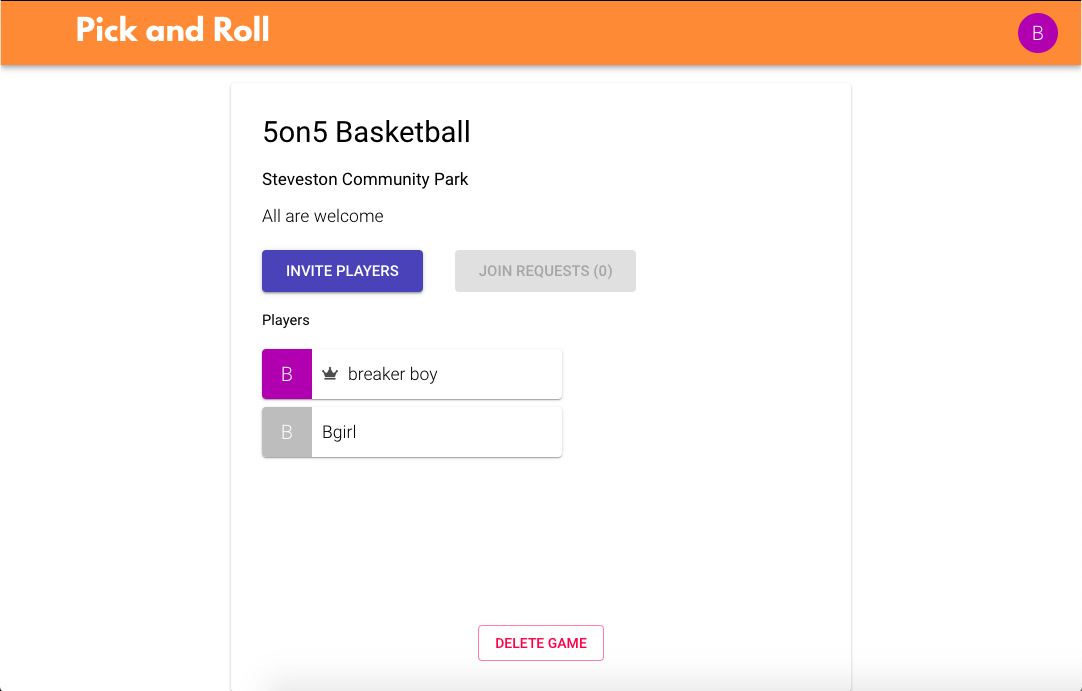 Pick and Roll
B
5on5 Basketball
Steveston Community Park
All are welcome
INVITE PLAYERS
JOIN REQUESTS (0)
Players
B breaker boy
B Bgirl
DELETE GAME